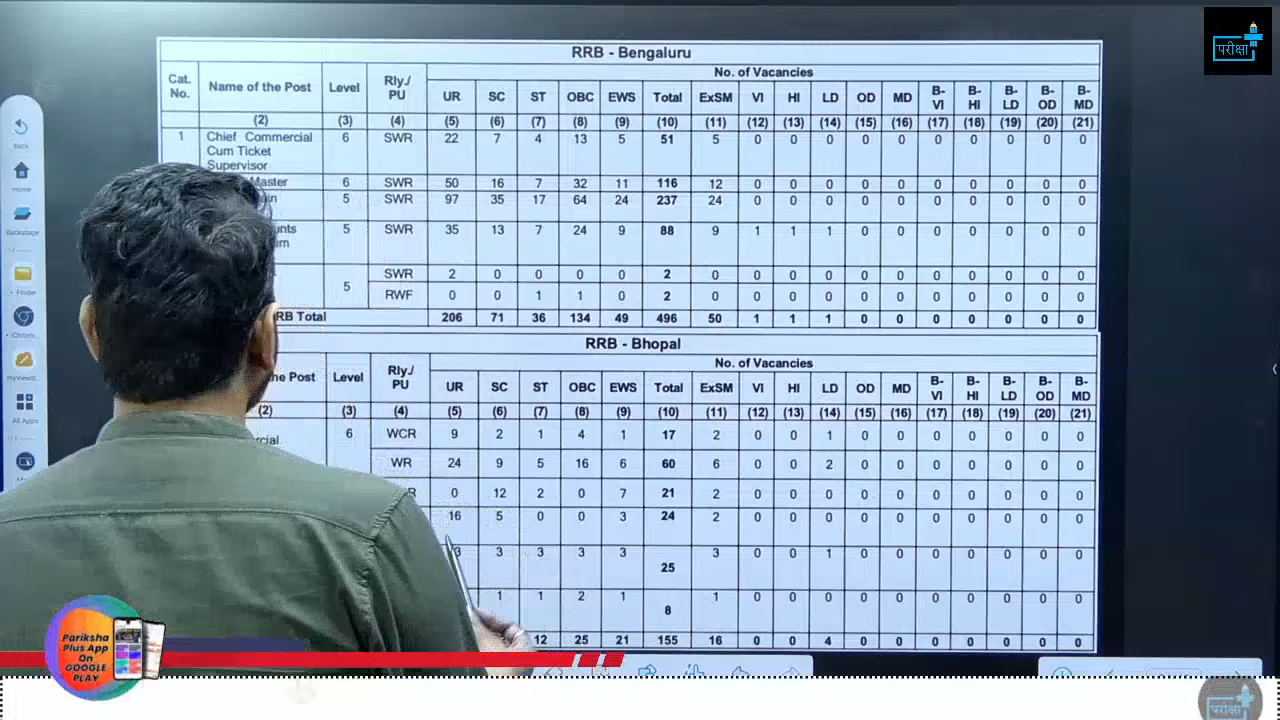 परीक्षा
RRB - Bengaluru
Cat. No. Name of the Post Level Rly./ PU No. of Vacancies
UR SC ST OBC EWS Total ExSM VI HI LD OD MD B-VI B-HI B-LD B-OD B-MD
(2) (3) (4) (5) (6) (7) (8) (9) (10) (11) (12) (13) (14) (15) (16) (17) (18) (19) (20) (21)
1 Chief Commercial Cum Ticket Supervisor 6 SWR 22 7 4 13 5 51 5 0 0 0 0 0 0 0 0 0 0
Master 6 SWR 50 16 7 32 11 116 12 0 0 0 0 0 0 0 0 0 0
5 SWR 97 35 17 64 24 237 24 0 0 0 0 0 0 0 0 0 0
5 SWR 35 13 7 24 9 88 9 1 1 1 0 0 0 0 0 0 0
5 SWR 2 0 0 0 0 2 0 0 0 0 0 0 0 0 0 0 0
RWF 0 0 1 1 0 2 0 0 0 0 0 0 0 0 0 0 0
RB Total 206 71 36 134 49 496 50 1 1 1 0 0 0 0 0 0 0
RRB - Bhopal
the Post Level Rly./ PU No. of Vacancies
UR SC ST OBC EWS Total ExSM VI HI LD OD MD B-VI B-HI B-LD B-OD B-MD
(2) (3) (4) (5) (6) (7) (8) (9) (10) (11) (12) (13) (14) (15) (16) (17) (18) (19) (20) (21)
6 WCR 9 2 1 4 1 17 2 0 0 1 0 0 0 0 0 0 0
WR 24 9 5 16 6 60 6 0 0 2 0 0 0 0 0 0 0
0 12 2 0 7 21 2 0 0 0 0 0 0 0 0 0 0
16 5 0 0 3 24 2 0 0 0 0 0 0 0 0 0 0
3 3 3 3 25 3 0 0 1 0 0 0 0 0 0 0
1 1 2 1 8 1 0 0 0 0 0 0 0 0 0 0
12 25 21 155 16 0 0 4 0 0 0 0 0 0 0
Back
Home
Backstage
Finder
All Apps
Pariksha
Plus App
On
GOOGLE
PLAY
परीक्षा